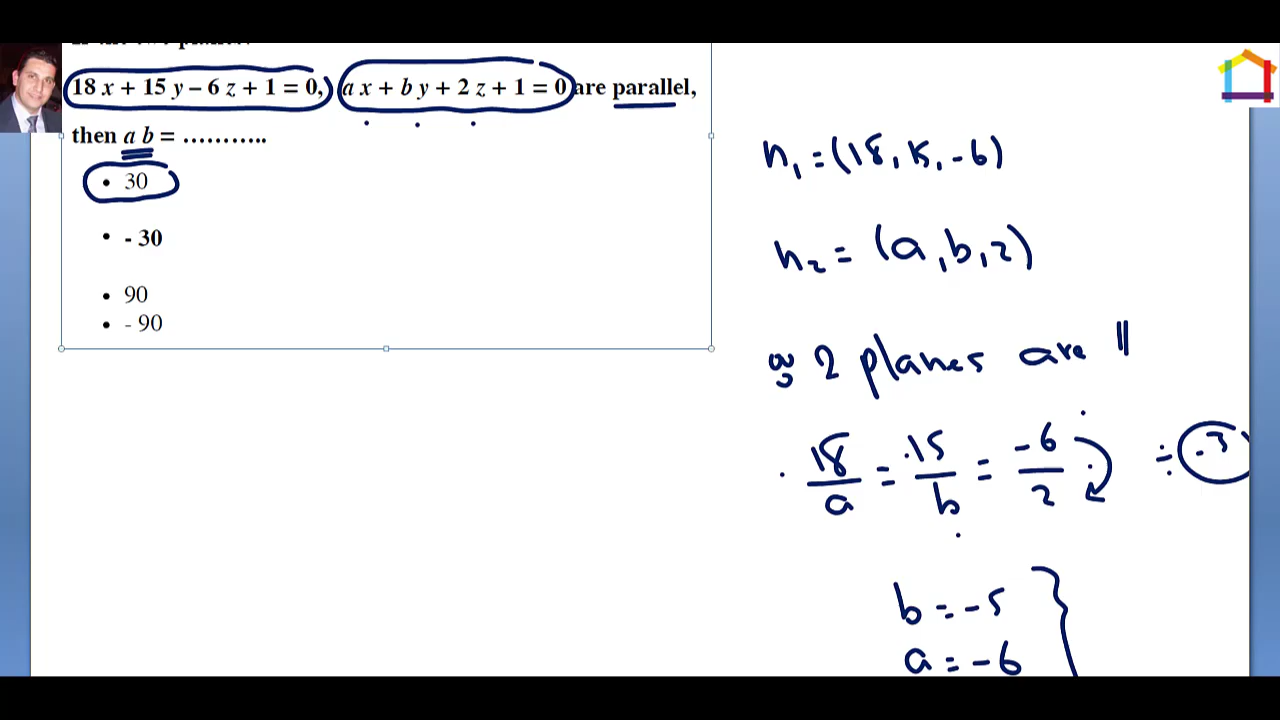 18 x + 15 y – 6 z + 1 = 0, a x + b y + 2 z + 1 = 0 are parallel,
then a b = ………..
• 30
• - 30
• 90
• - 90
n₁ = (18, 15, -6)
n₂ = (a, b, 2)
2 planes are ||
18/a = 15/b = -6/2 ÷ -3
b = -5
a = -6